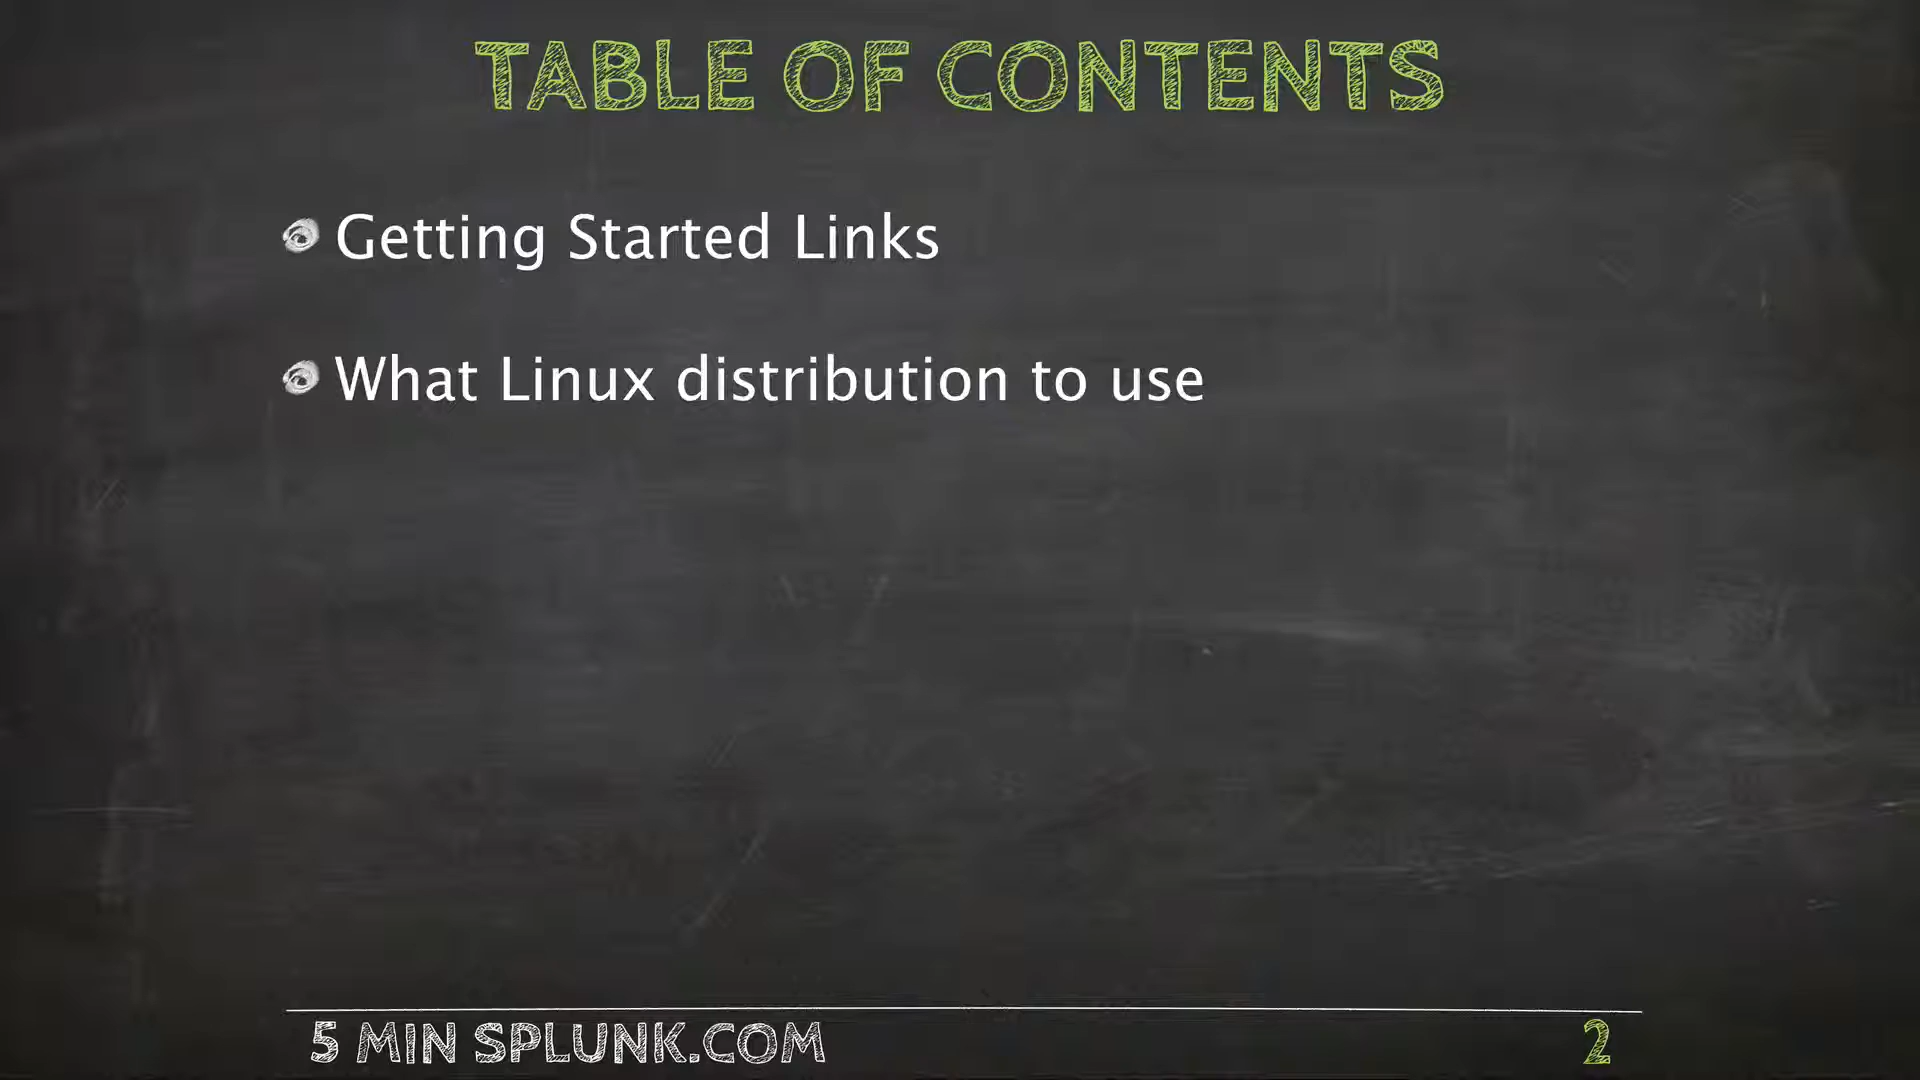 TABLE OF CONTENTS
Getting Started Links
What Linux distribution to use
5 MIN SPLUNK.COM
2